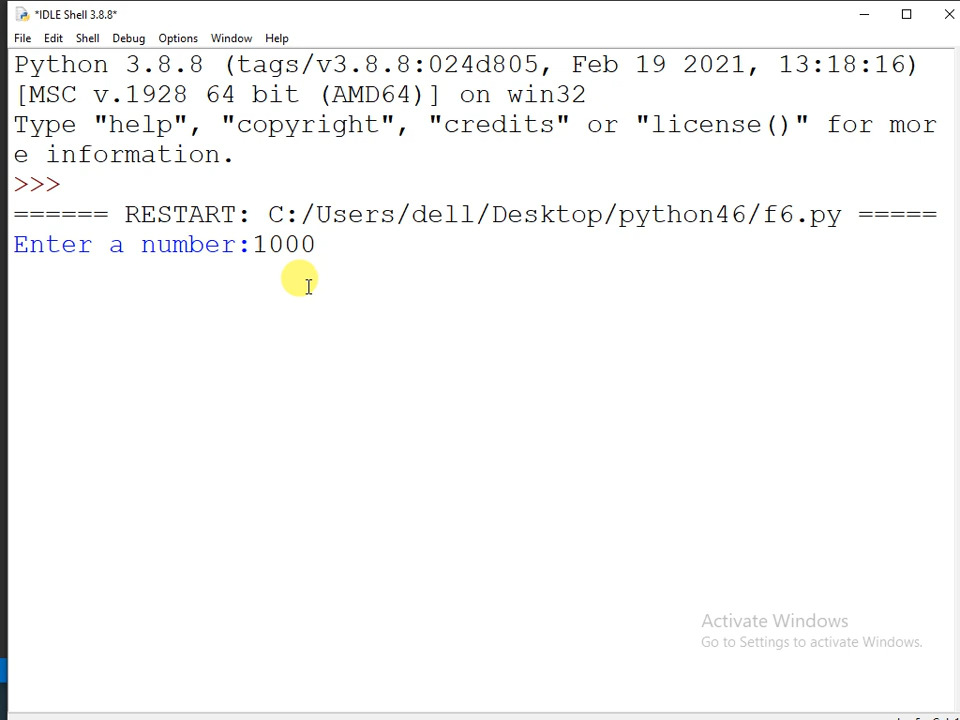 *IDLE Shell 3.8.8*
File Edit Shell Debug Options Window Help
Python 3.8.8 (tags/v3.8.8:024d805, Feb 19 2021, 13:18:16)
[MSC v.1928 64 bit (AMD64)] on win32
Type "help", "copyright", "credits" or "license()" for mor
e information.
>>>
====== RESTART: C:/Users/dell/Desktop/python46/f6.py =====
Enter a number:1000
Activate Windows
Go to Settings to activate Windows.